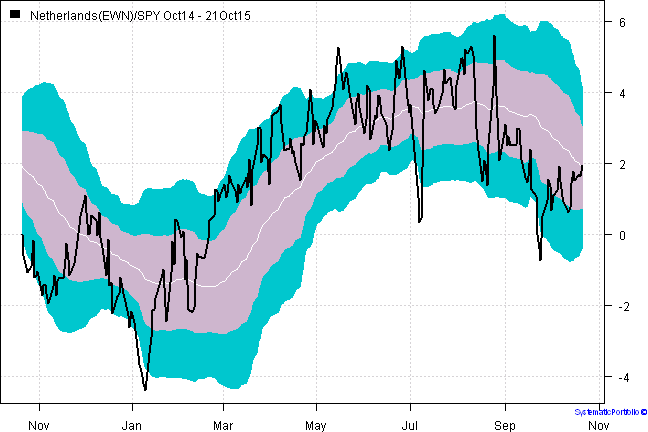 Netherlands(EWN)/SPY Oct14 - 21Oct15
6
4
2
0
-2
-4
Nov Jan Mar May Jul Sep Nov
SystematicPortfolio ©